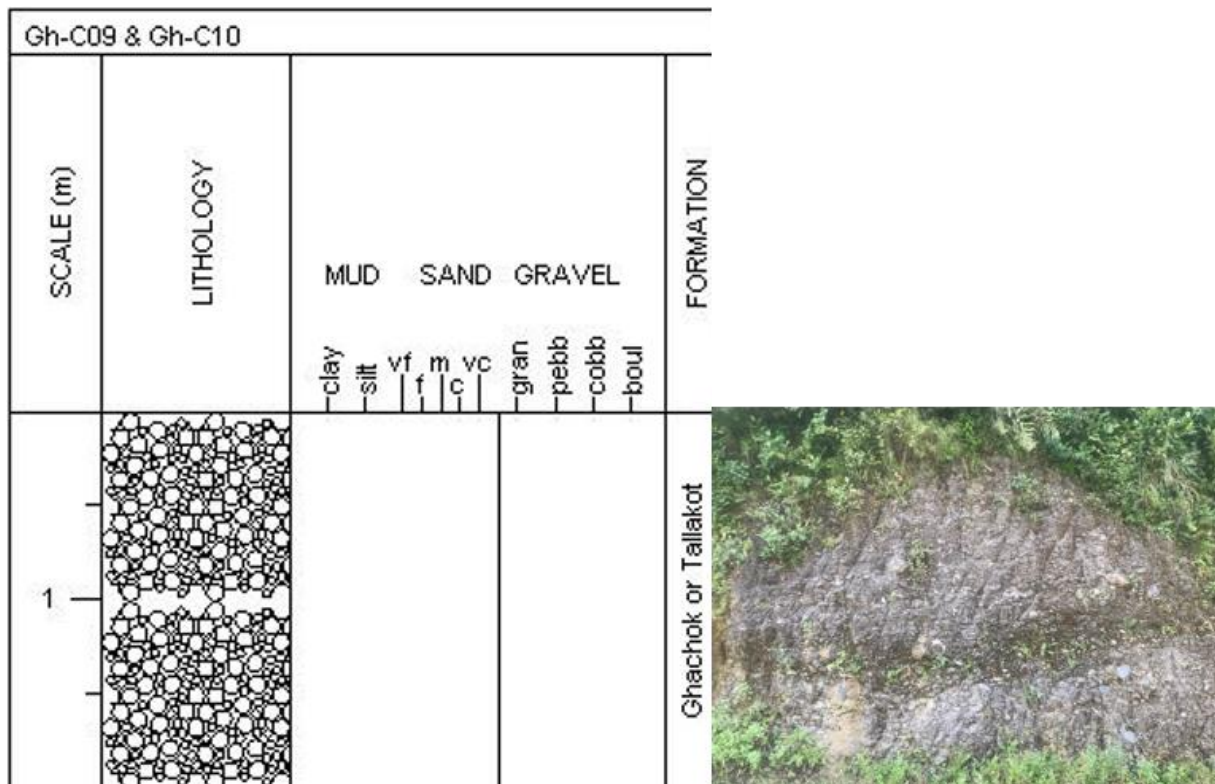 Gh-C09 & Gh-C10
SCALE (m)
LITHOLOGY
MUD SAND GRAVEL
clay silt vf f m c vc gran pebb cobb boul
FORMATION
1
Ghachok or Tallakot